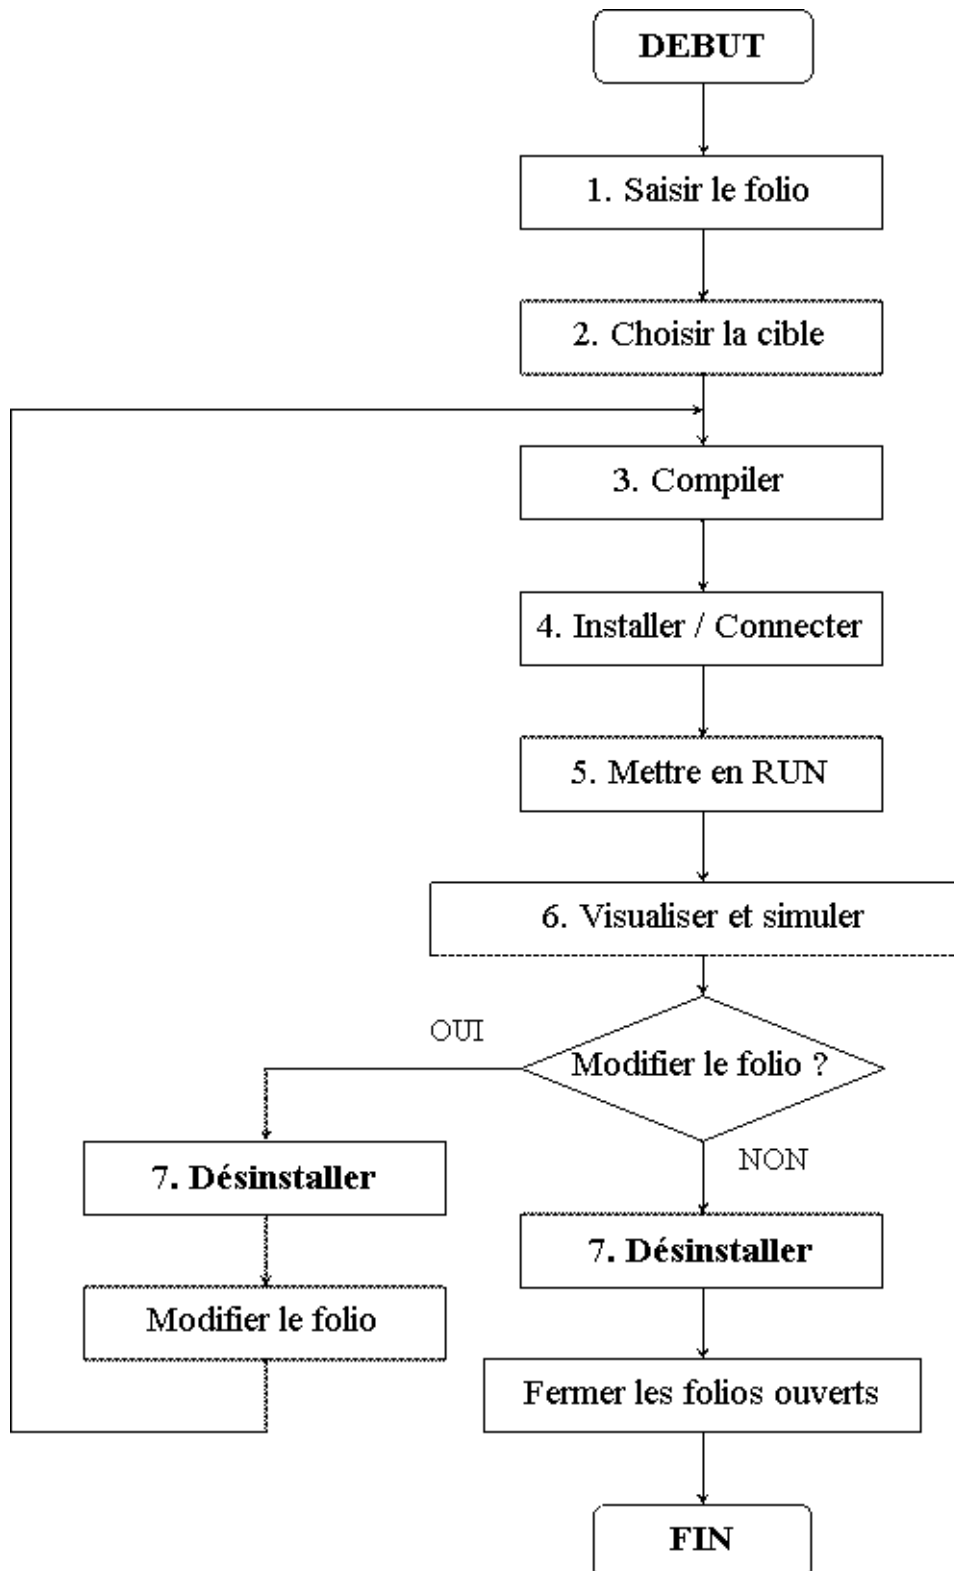 DEBUT
1. Saisir le folio
2. Choisir la cible
3. Compiler
4. Installer / Connecter
5. Mettre en RUN
6. Visualiser et simuler
OUI
Modifier le folio ?
NON
7. Désinstaller
Modifier le folio
7. Désinstaller
Fermer les folios ouverts
FIN